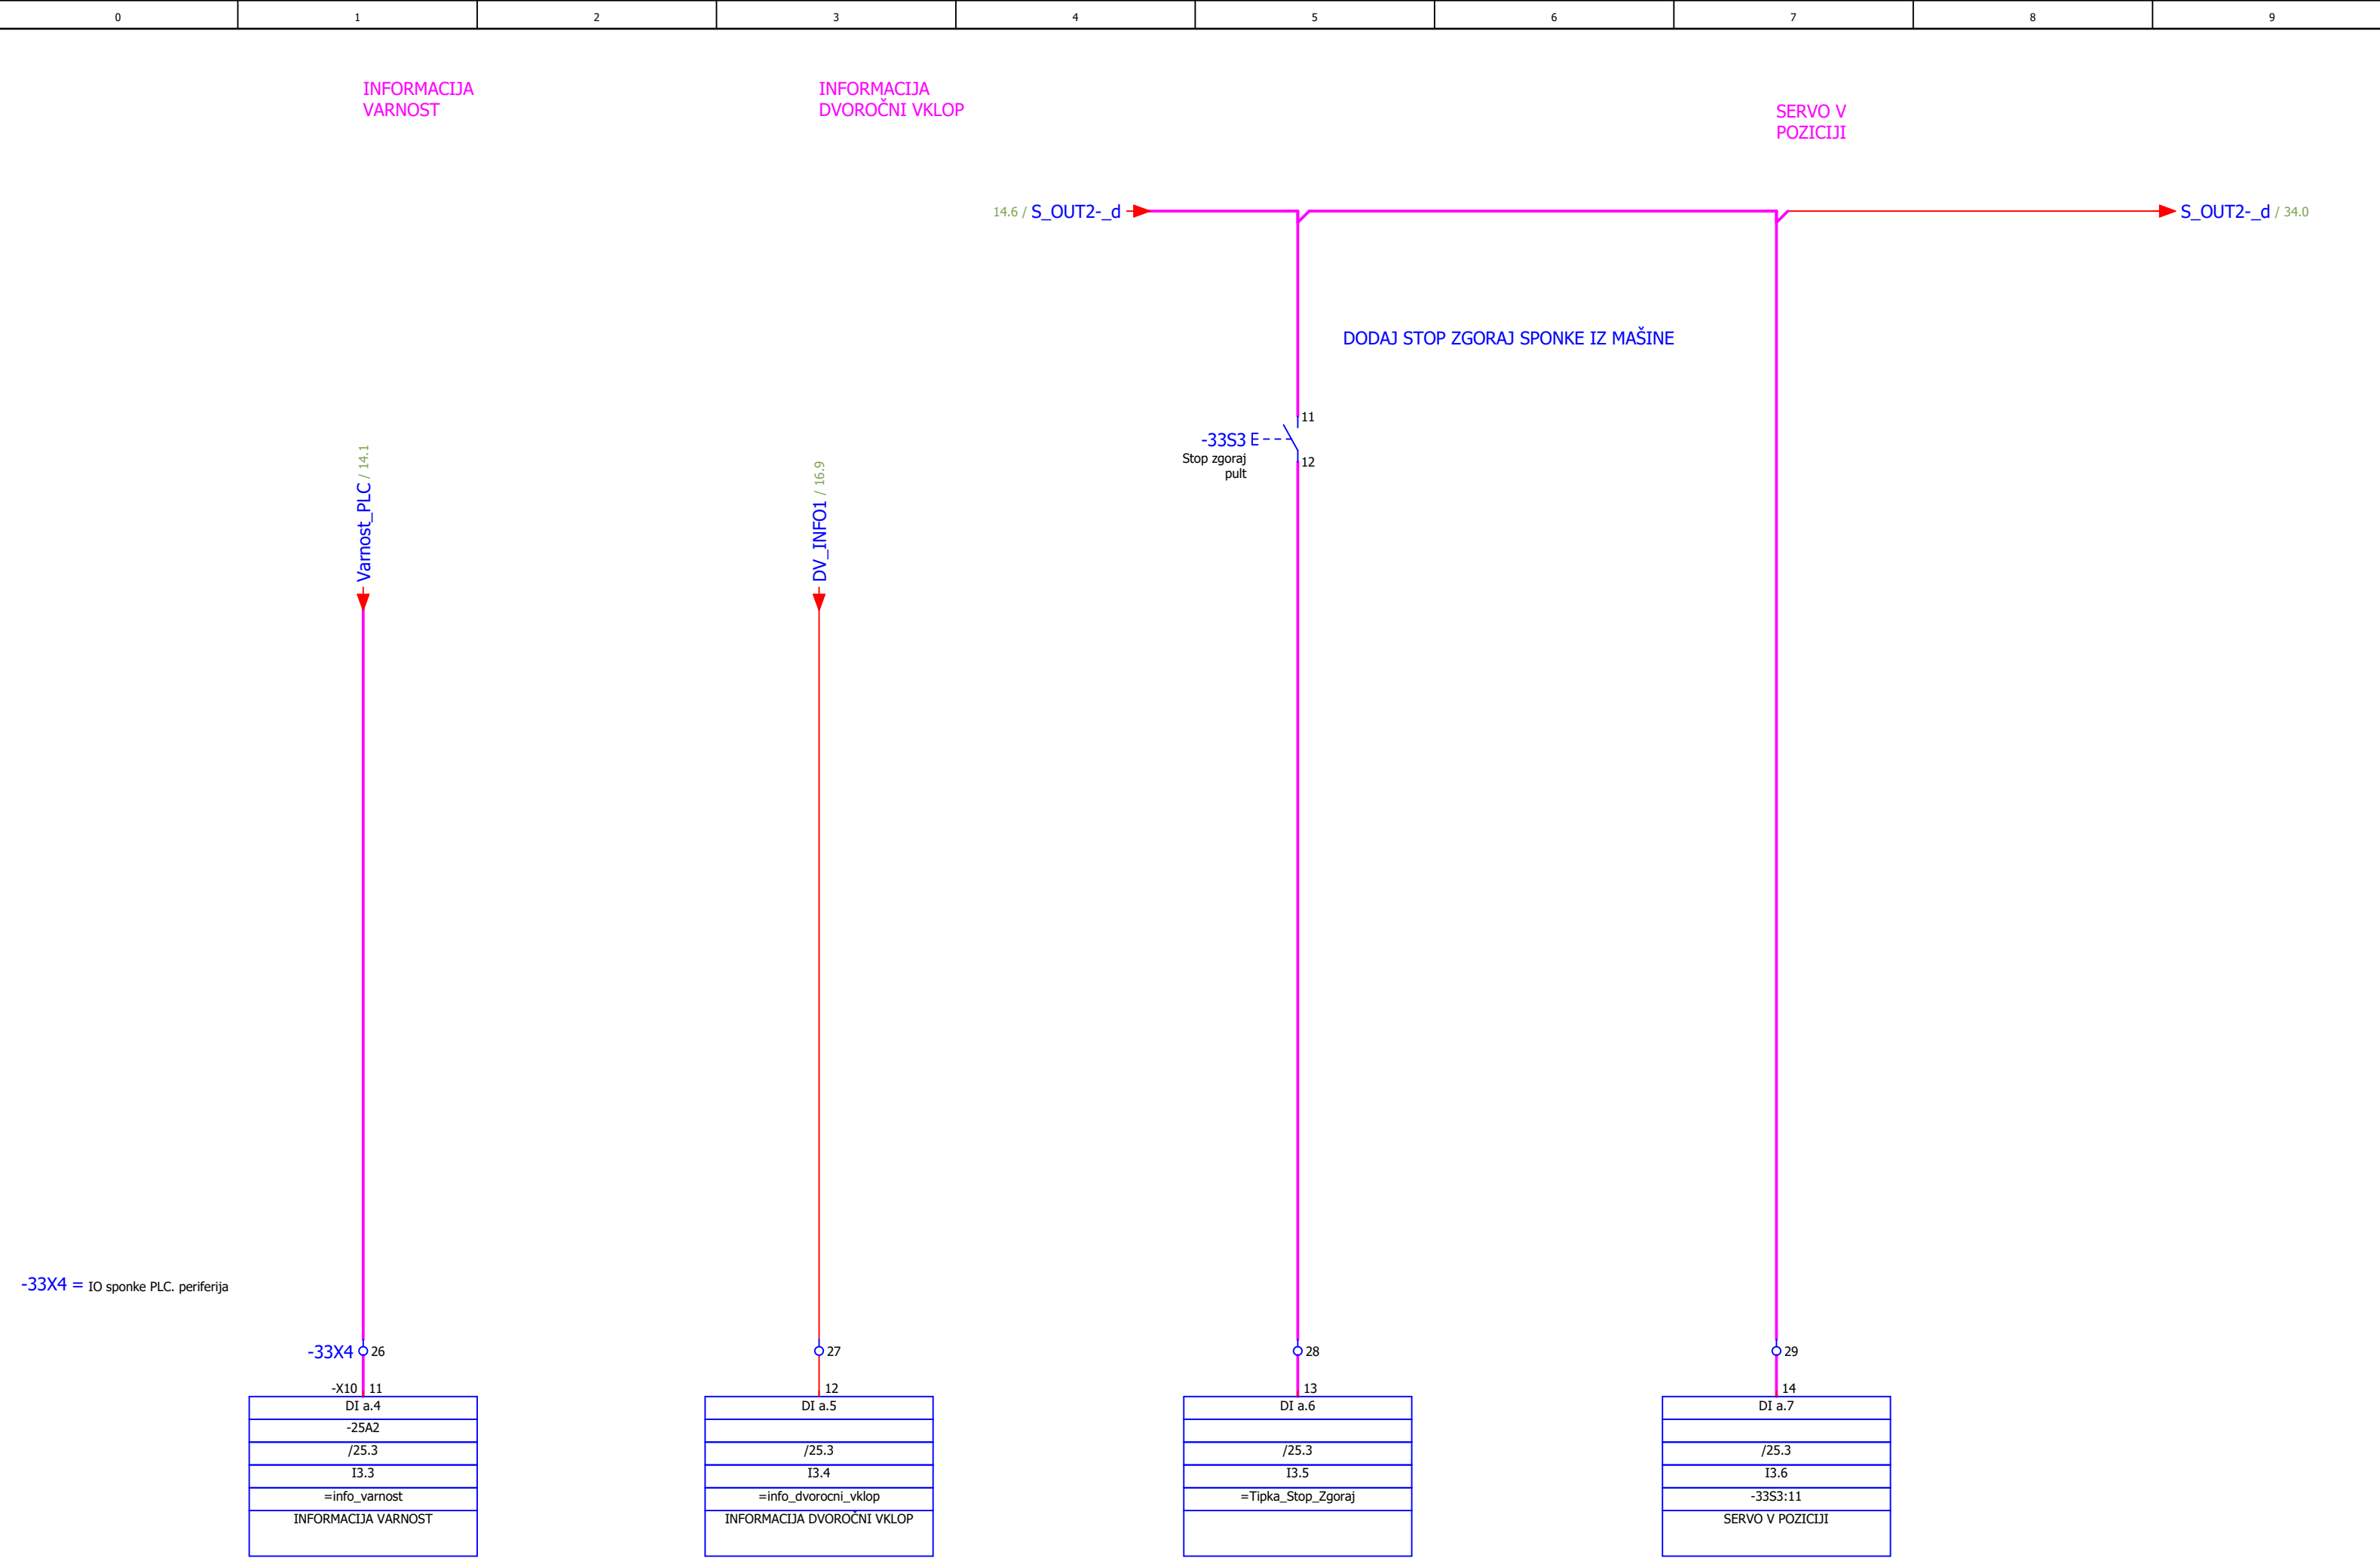 0 1 2 3 4 5 6 7 8 9
INFORMACIJA
VARNOST
INFORMACIJA
DVOROČNI VKLOP
SERVO V
POZICIJI
14.6 / S_OUT2-_d
S_OUT2-_d / 34.0
DODAJ STOP ZGORAJ SPONKE IZ MAŠINE
11
-33S3
Stop zgoraj
pult
12
Varnost_PLC / 14.1
DV_INFO1 / 16.9
-33X4 = IO sponke PLC. periferija
-33X4 26 27 28 29
-X10 11 12 13 14
DI a.4
-25A2
/25.3
I3.3
=info_varnost
INFORMACIJA VARNOST
DI a.5
/25.3
I3.4
=info_dvorocni_vklop
INFORMACIJA DVOROČNI VKLOP
DI a.6
/25.3
I3.5
=Tipka_Stop_Zgoraj
DI a.7
/25.3
I3.6
-33S3:11
SERVO V POZICIJI